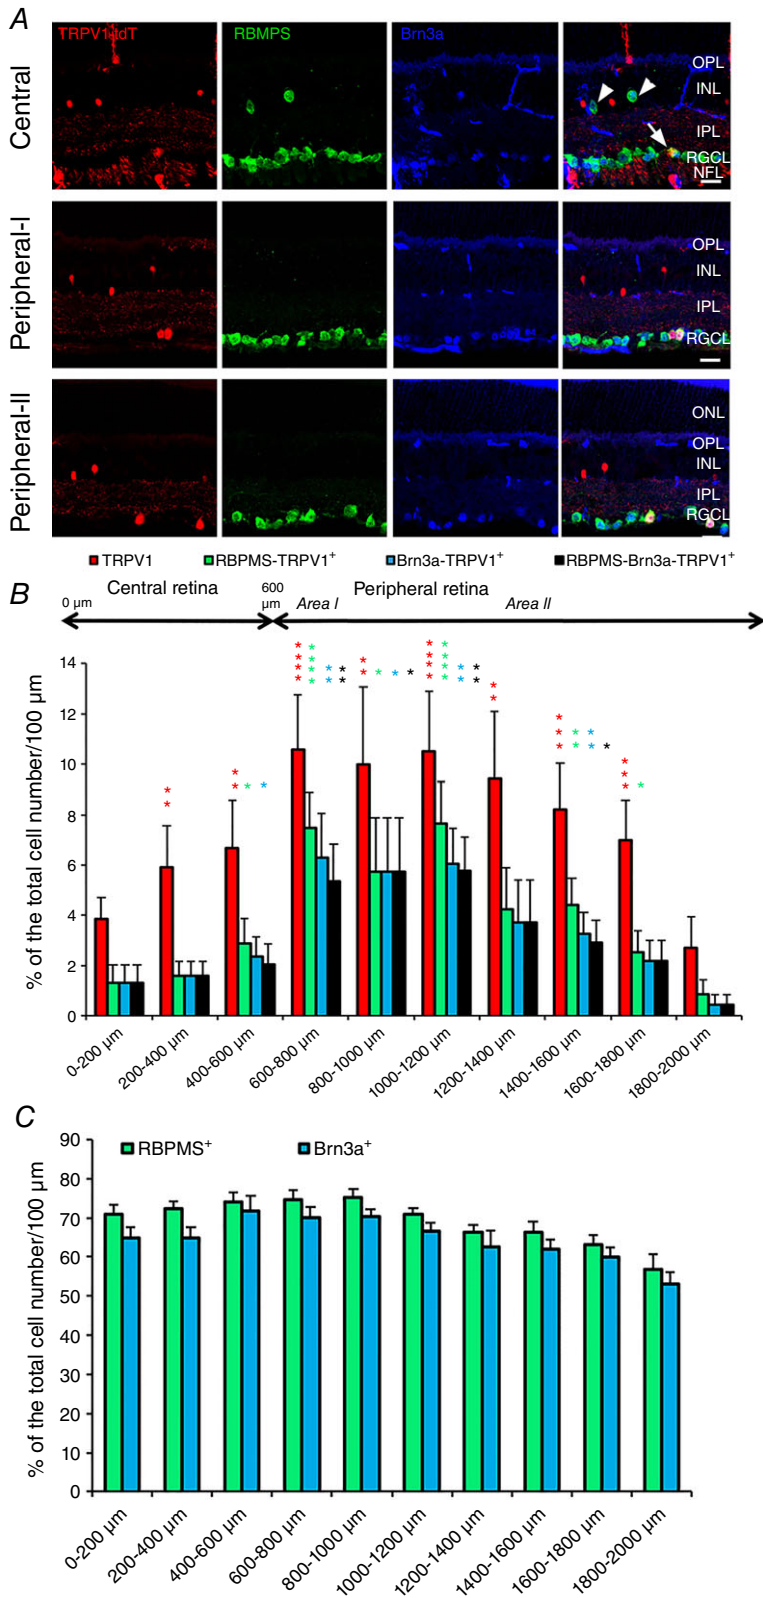 A
TRPV1-tdT RBMPS Brn3a
Central
OPL
INL
IPL
RGCL
NFL
Peripheral-I
OPL
INL
IPL
RGCL
Peripheral-II
ONL
OPL
INL
IPL
RGCL
TRPV1 RBPMS-TRPV1+ Brn3a-TRPV1+ RBPMS-Brn3a-TRPV1+
B
0 μm Central retina 600 μm Peripheral retina
Area I Area II
% of the total cell number/100 μm
14
12
10
8
6
4
2
0
* * * * * * * * * * * *
* * * * *
* * * * * * * * * * * *
* *
* * * * * * * *
* * * *
* *
* * * *
0-200 μm 200-400 μm 400-600 μm 600-800 μm 800-1000 μm 1000-1200 μm 1200-1400 μm 1400-1600 μm 1600-1800 μm 1800-2000 μm
C
RBPMS+ Brn3a+
% of the total cell number/100 μm
90
80
70
60
50
40
30
20
10
0
0-200 μm 200-400 μm 400-600 μm 600-800 μm 800-1000 μm 1000-1200 μm 1200-1400 μm 1400-1600 μm 1600-1800 μm 1800-2000 μm